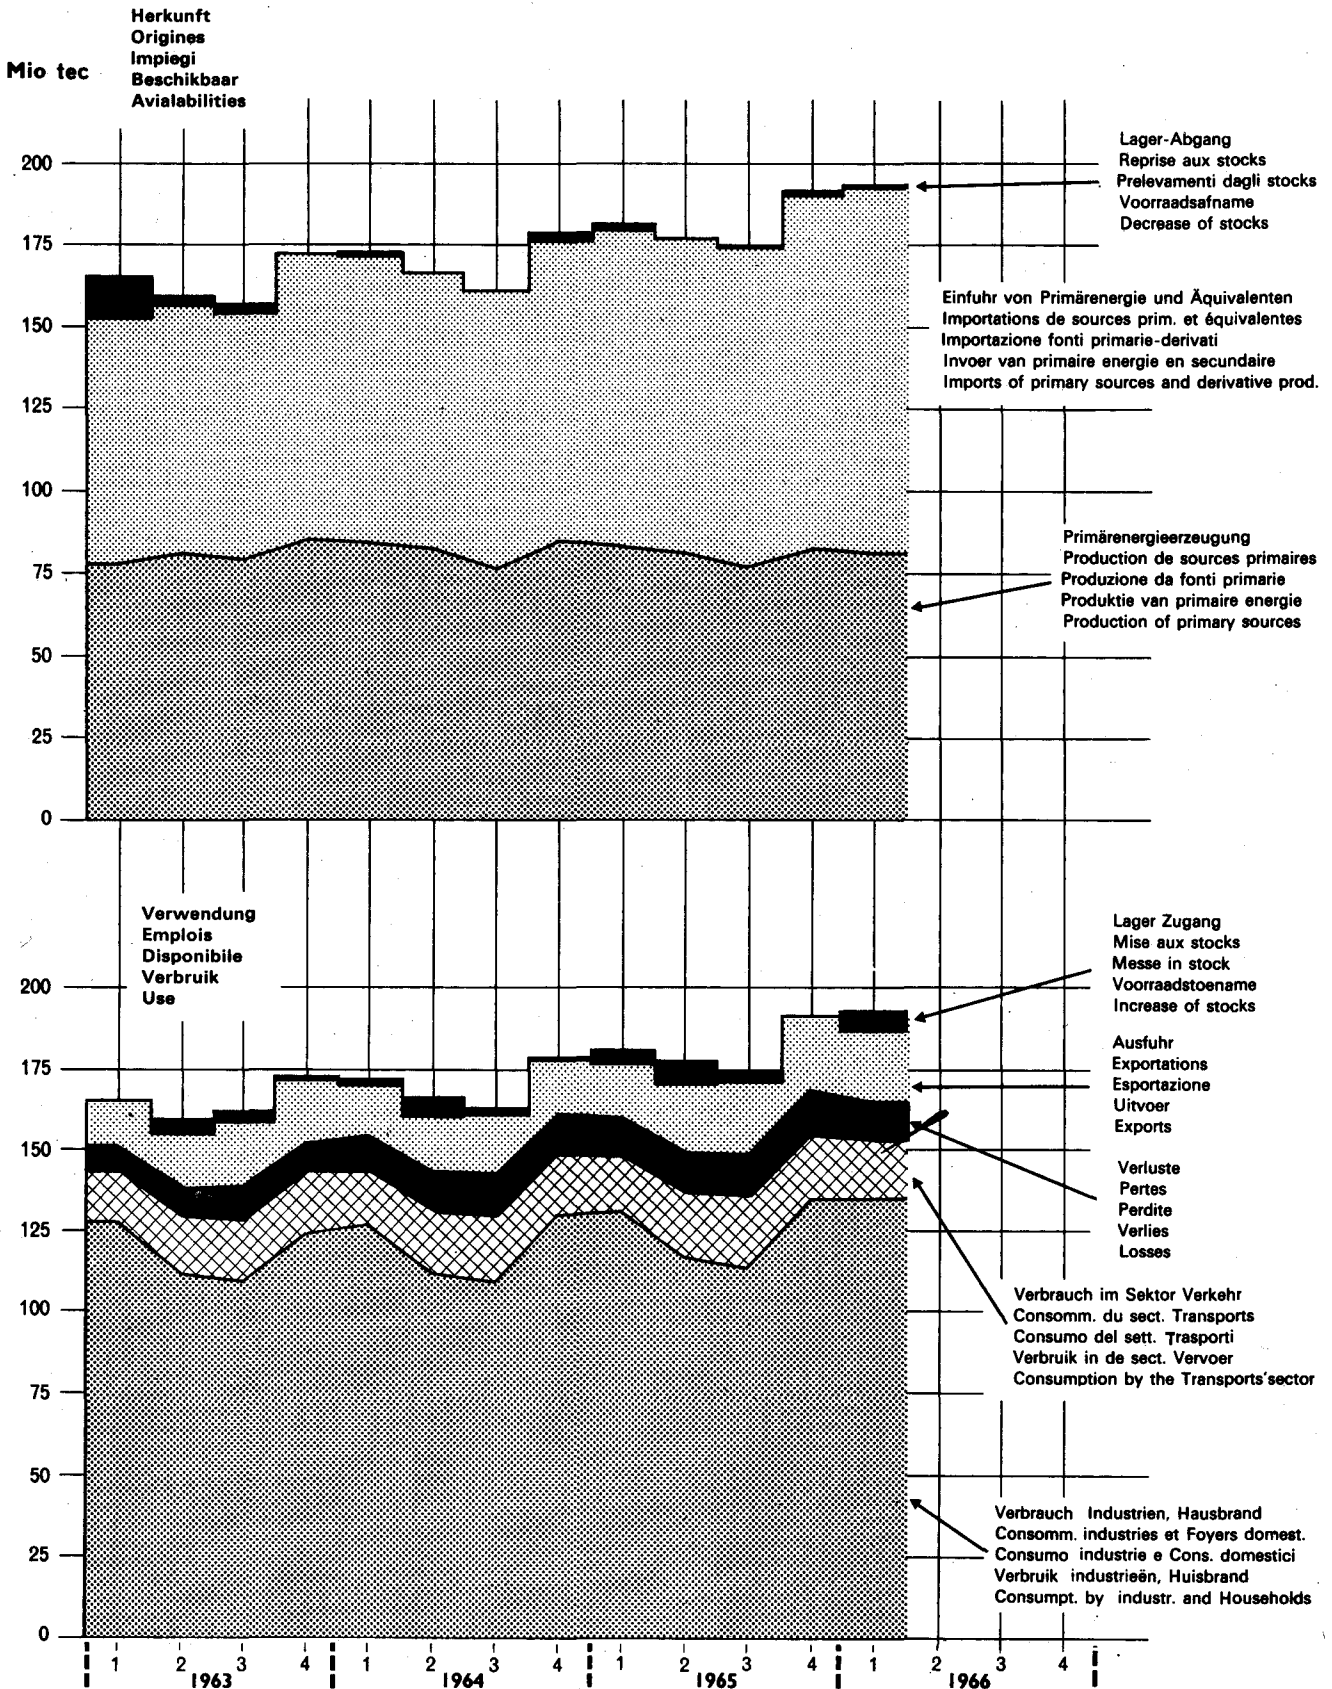 Herkunft
Origines
Impiegi
Beschikbaar
Avialabilities
Mio tec
200
175
150
125
100
75
50
25
0
Lager-Abgang
Reprise aux stocks
Prelevamenti dagli stocks
Voorraadsafname
Decrease of stocks
Einfuhr von Primärenergie und Äquivalenten
Importations de sources prim. et équivalentes
Importazione fonti primarie-derivati
Invoer van primaire energie en secundaire
Imports of primary sources and derivative prod.
Primärenergieerzeugung
Production de sources primaires
Produzione da fonti primarie
Produktie van primaire energie
Production of primary sources
Verwendung
Emplois
Disponibile
Verbruik
Use
200
175
150
125
100
75
50
25
0
Lager Zugang
Mise aux stocks
Messe in stock
Voorraadstoename
Increase of stocks
Ausfuhr
Exportations
Esportazione
Uitvoer
Exports
Verluste
Pertes
Perdite
Verlies
Losses
Verbrauch im Sektor Verkehr
Consomm. du sect. Transports
Consumo del sett. Trasporti
Verbruik in de sect. Vervoer
Consumption by the Transports'sector
Verbrauch Industrien, Hausbrand
Consomm. industries et Foyers domest.
Consumo industrie e Cons. domestici
Verbruik industrieën, Huisbrand
Consumpt. by industr. and Households
1 2 3 4 1 2 3 4 1 2 3 4 1 2 3 4
1963 1964 1965 1966